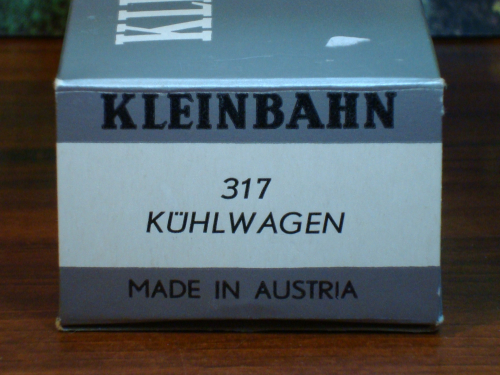 KLEINBAHN
317
KÜHLWAGEN
MADE IN AUSTRIA